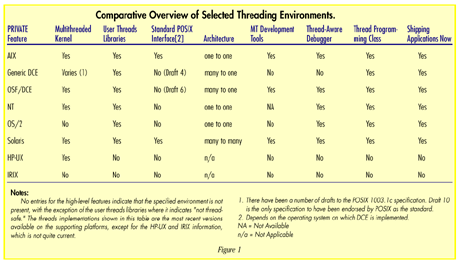 Comparative Overview of Selected Threading Environments.
PRIVATE Multithreaded User Threads Standard POSIX MT Development Thread-Aware Thread Program- Shipping
Feature Kernel Libraries Interface[2] Architecture Tools Debugger ming Class Applications Now
AIX Yes Yes Yes one to one Yes Yes Yes Yes
Generic DCE Varies (1) Yes No (Draft 4) many to one No No Yes Yes
OSF/DCE Yes Yes No (Draft 6) many to one Yes Yes Yes Yes
NT Yes Yes No one to one NA Yes Yes Yes
OS/2 No Yes No one to one No Yes Yes Yes
Solaris Yes Yes Yes many to many Yes Yes Yes Yes
HP-UX Yes No No n/a No No No No
IRIX No No No n/a No No No No
Notes:
No entries for the high-level features indicate that the specified environment is not
present, with the exception of the user threads libraries where it indicates "not thread-
safe." The threads implementations shown in this table are the most recent versions
available on the supporting platforms, except for the HP-UX and IRIX information,
which is not quite current.
1. There have been a number of drafts to the POSIX 1003.1c specification. Draft 10
is the only specification to have been endorsed by POSIX as the standard.
2. Depends on the operating system on which DCE is implemented.
NA = Not Available
n/a = Not Applicable
Figure 1